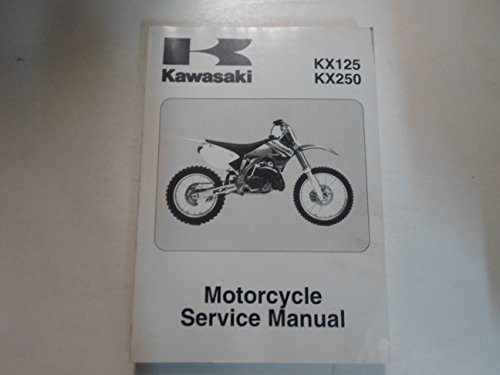 Kawasaki
KX125
KX250
Motorcycle
Service Manual